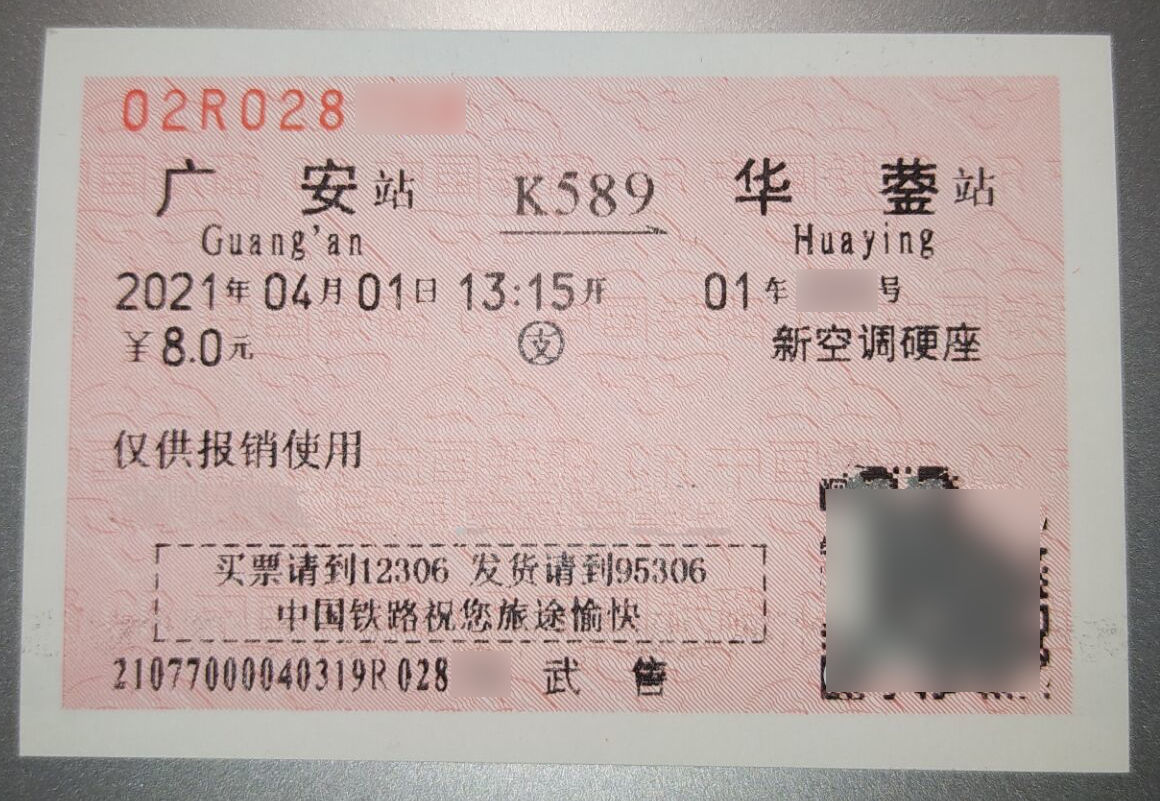 02R028
广安站 K589 华蓥站
Guang'an Huaying
2021年04月01日 13:15开 01车 号
¥8.0元 支 新空调硬座
仅供报销使用
买票请到12306 发货请到95306
中国铁路祝您旅途愉快
21077000040319R028 武 售